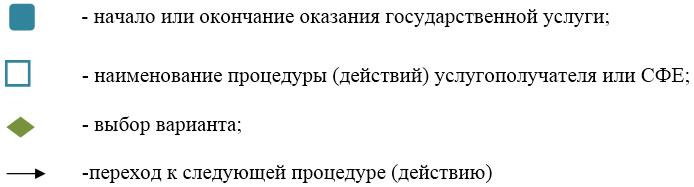 - начало или окончание оказания государственной услуги;
- наименование процедуры (действий) услугополучателя или СФЕ;
- выбор варианта;
-переход к следующей процедуре (действию)